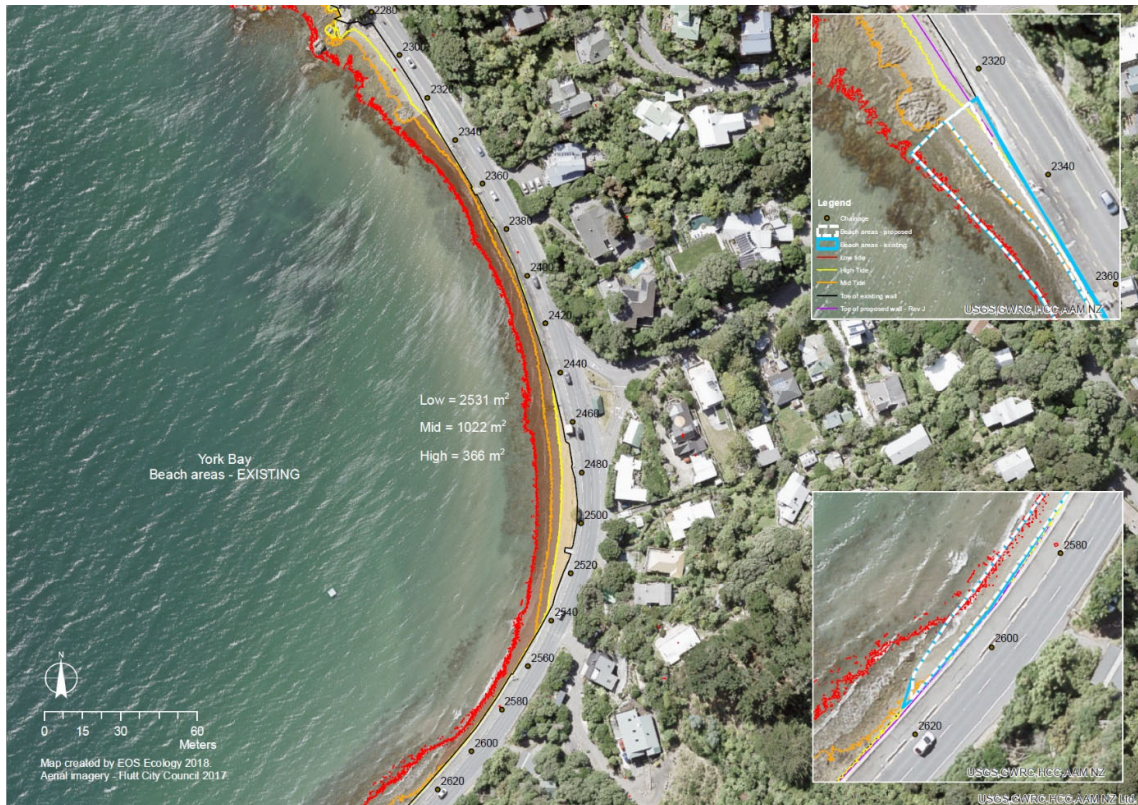 2280
2300
2320
2340
2360
2380
2400
2420
2440
2460
2480
2500
2520
2540
2560
2580
2600
2620
Low = 2531 m²
Mid = 1022 m²
High = 366 m²
York Bay
Beach areas - EXISTING
N
0 15 30 60
Meters
Map created by EOS Ecology 2018.
Aerial imagery - Hutt City Council 2017
2320
2340
2360
Legend
Chainage
Beach areas - proposed
Beach areas - existing
Low tide
High Tide
Mid Tide
Toe of existing wall
Toe of proposed wall - Rev J
USGS,GWRC,HCC,AAM NZ
2580
2600
2620
USGS,GWRC,HCC,AAM NZ
USGS,GWRC,HCC,AAM NZ Ltd